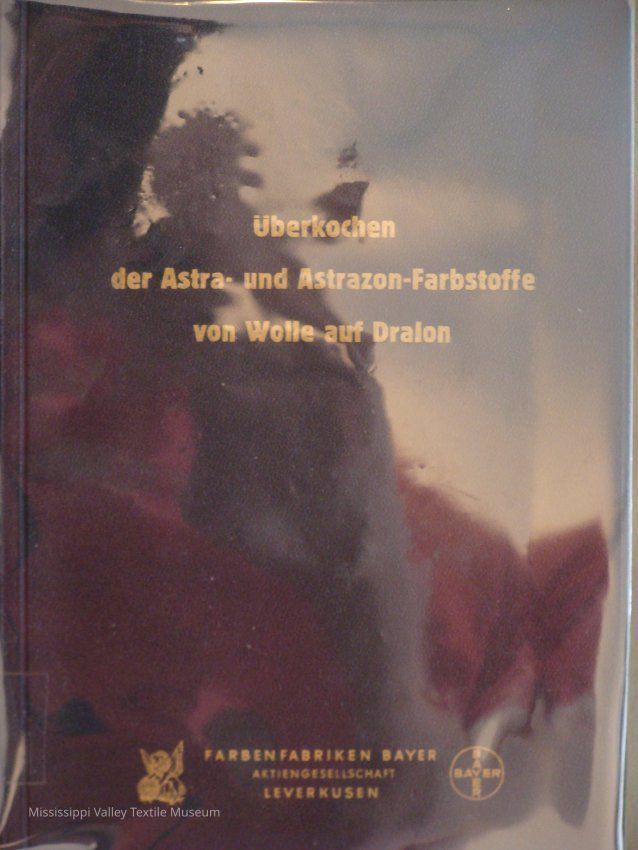 Überkochen
der Astra- und Astrazon-Farbstoffe
von Wolle auf Dralon
FARBENFABRIKEN BAYER
AKTIENGESELLSCHAFT
LEVERKUSEN
BAYER
BAYER
Mississippi Valley Textile Museum